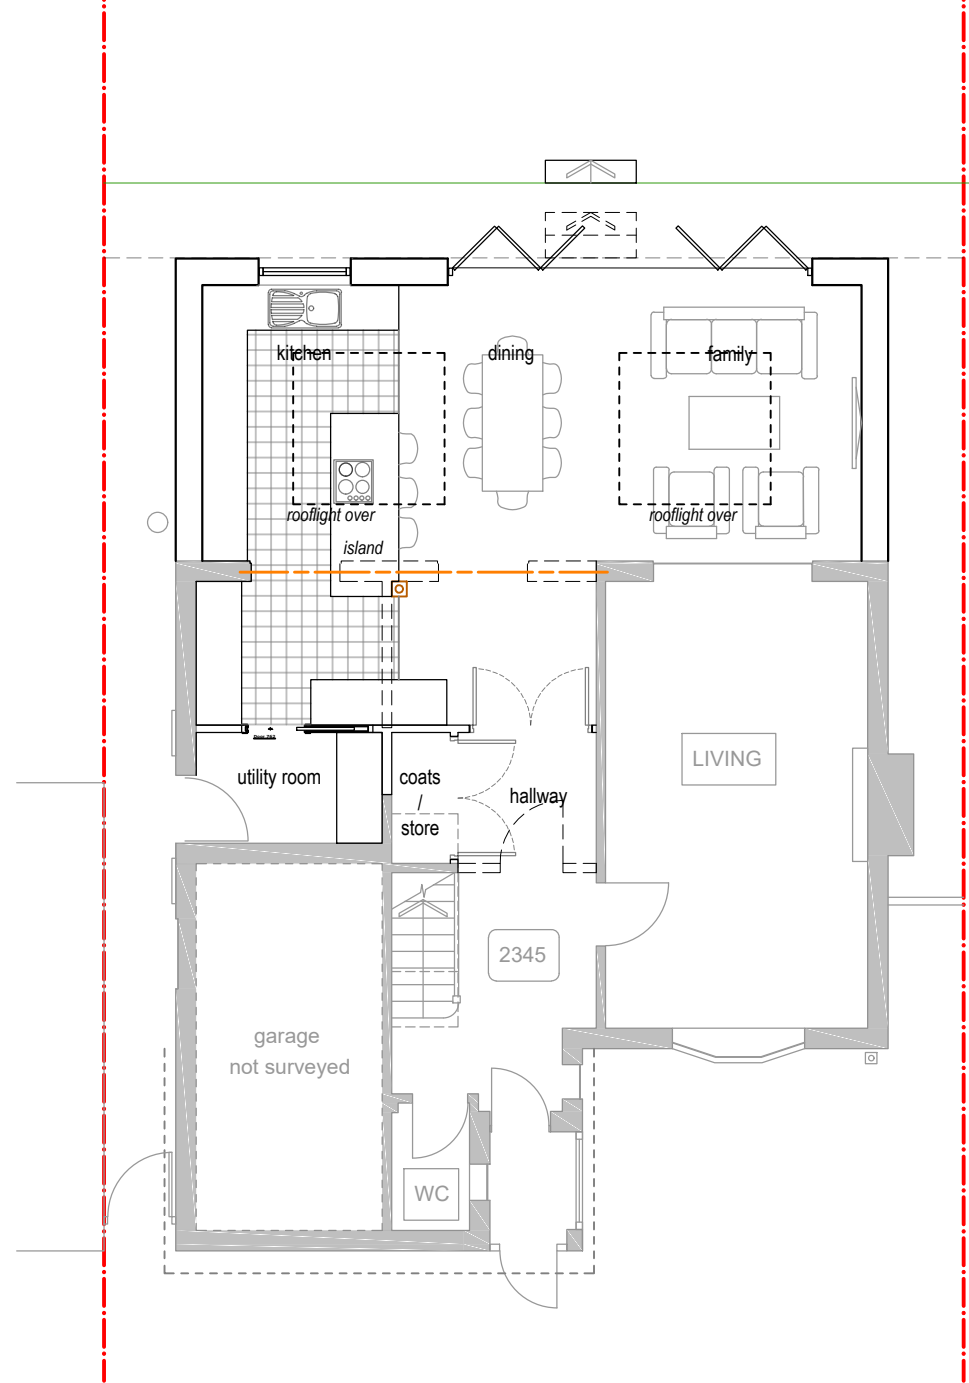 kitchen
dining
family
rooflight over
rooflight over
island
utility room
coats
/
store
hallway
LIVING
2345
garage
not surveyed
WC